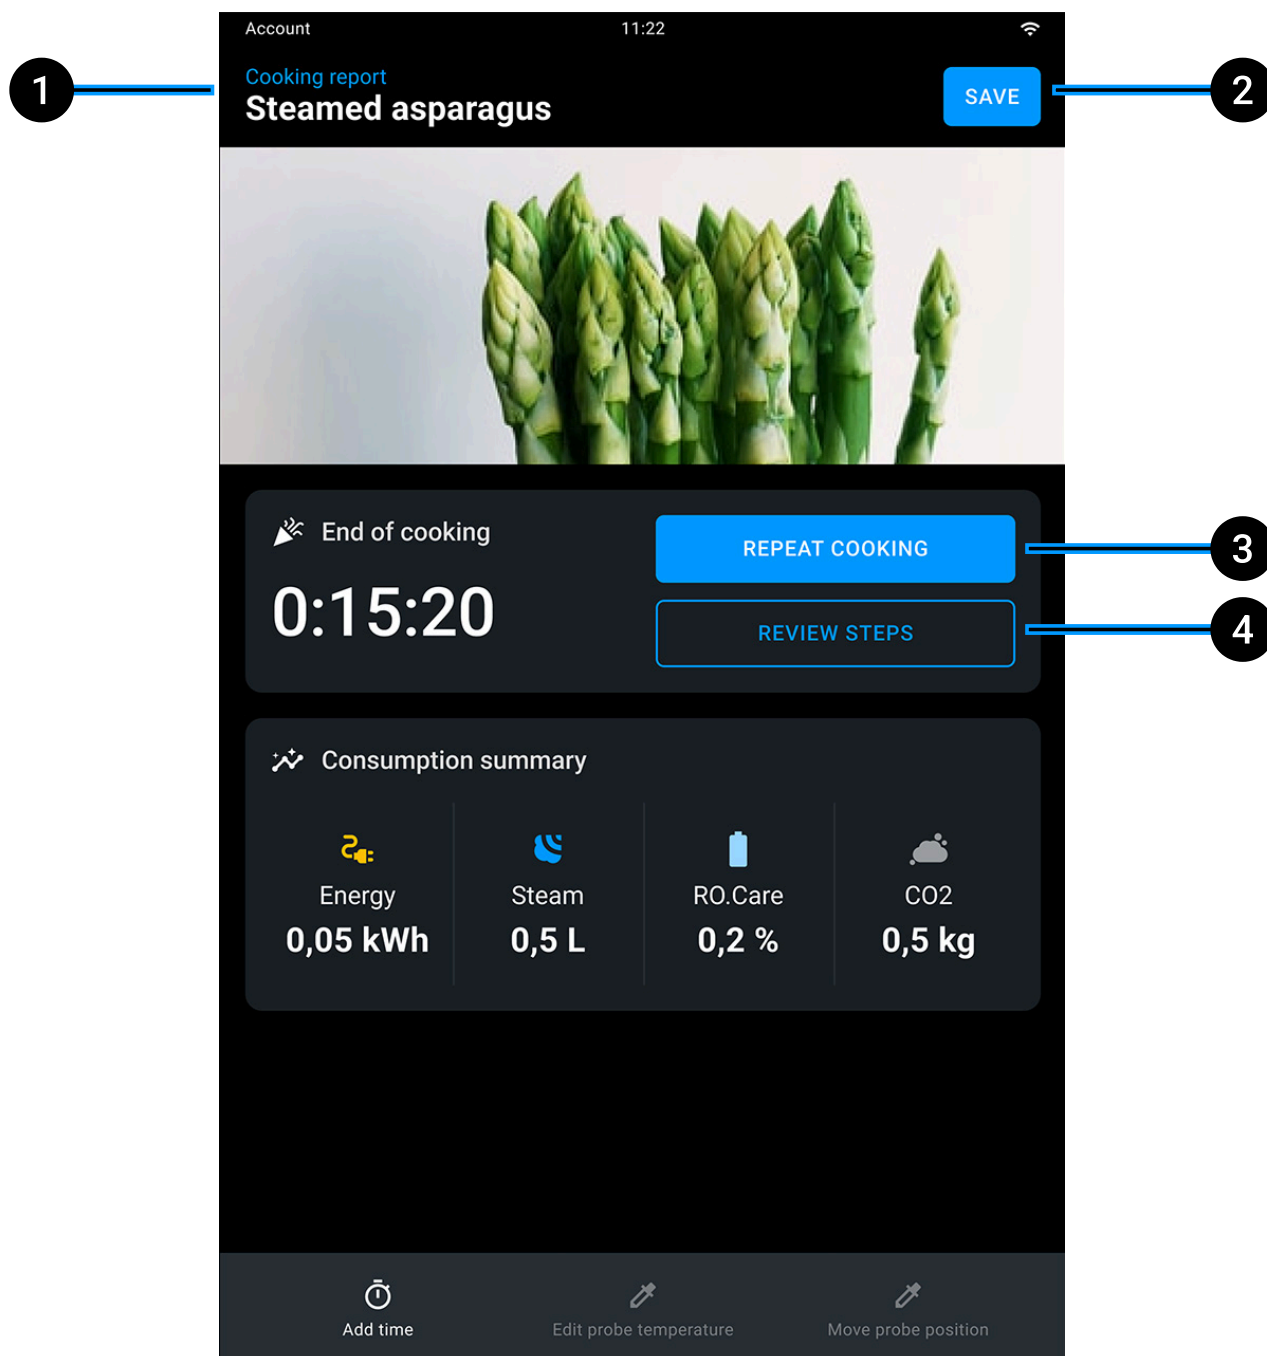 Account
11:22
1
Cooking report
Steamed asparagus
SAVE
2
End of cooking
0:15:20
REPEAT COOKING
3
REVIEW STEPS
4
Consumption summary
Energy
0,05 kWh
Steam
0,5 L
RO.Care
0,2 %
CO2
0,5 kg
Add time
Edit probe temperature
Move probe position